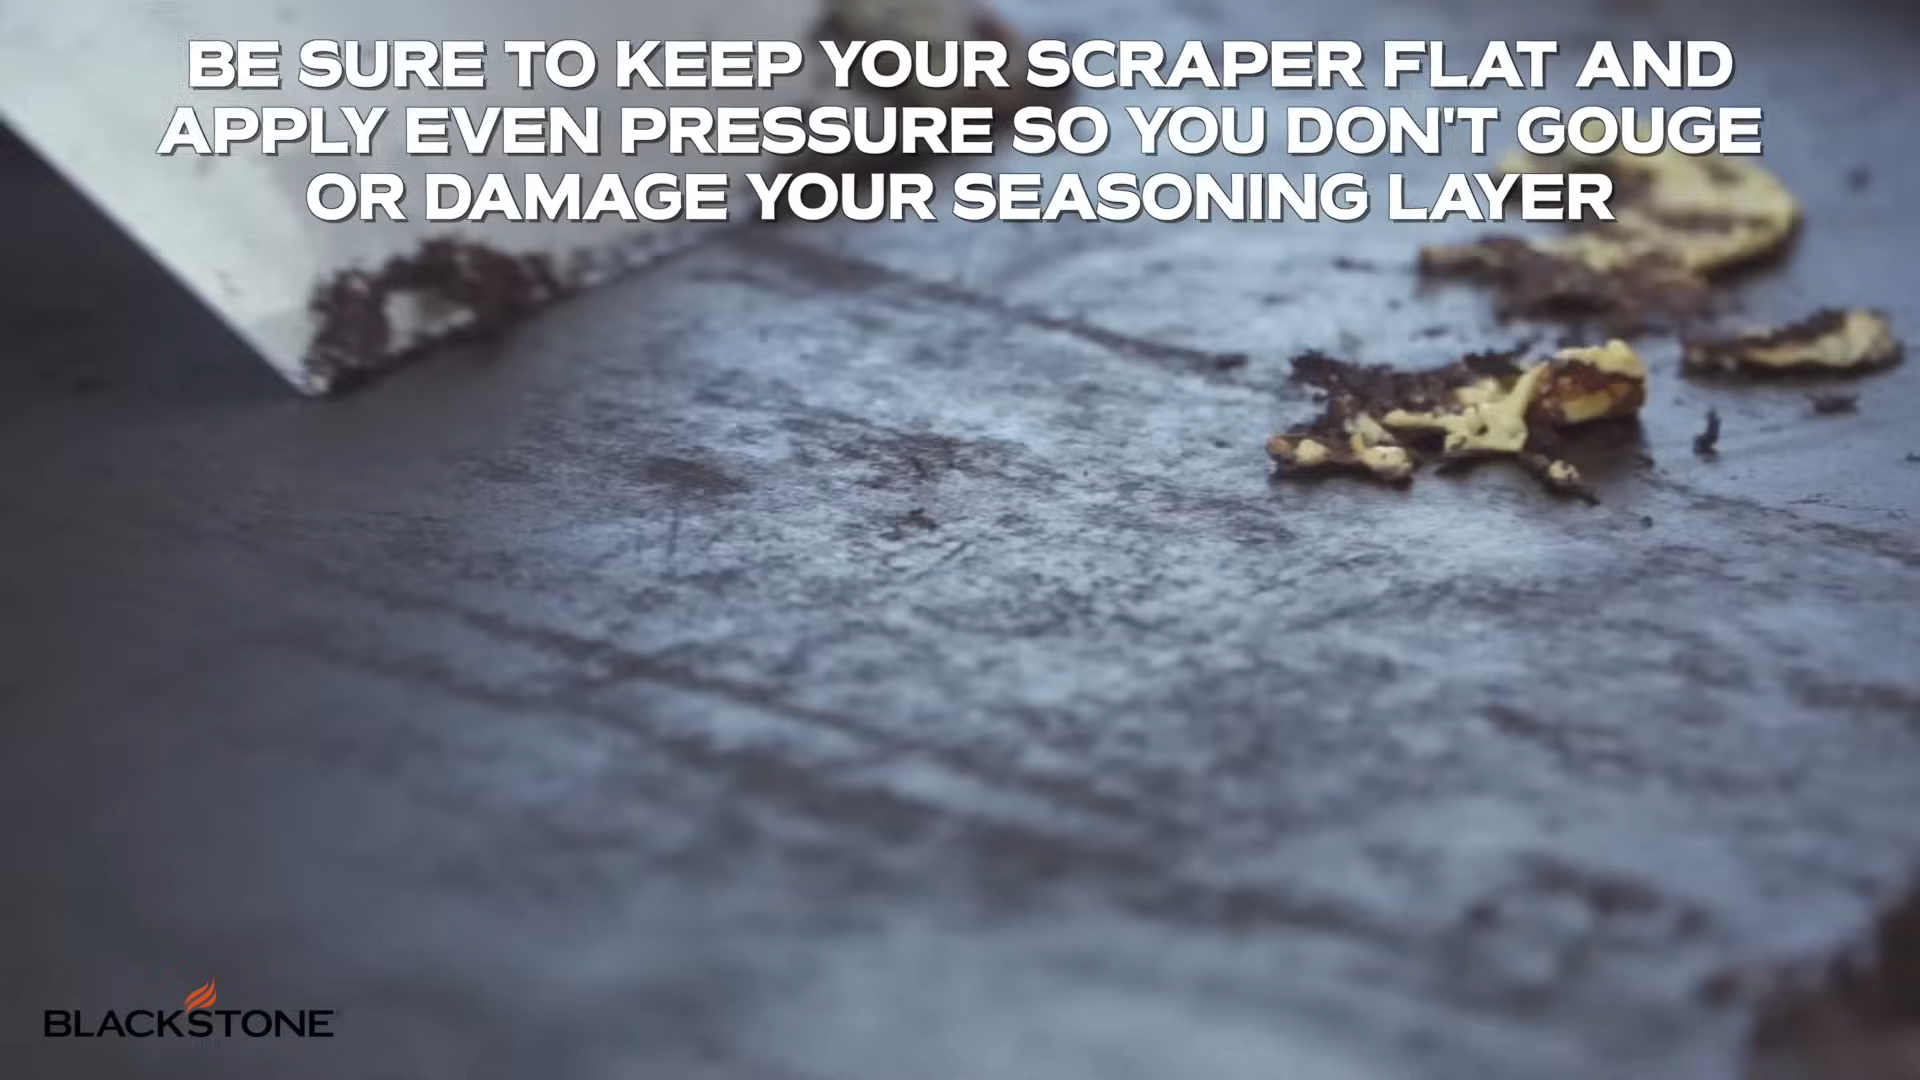 BE SURE TO KEEP YOUR SCRAPER FLAT AND
APPLY EVEN PRESSURE SO YOU DON'T GOUGE
OR DAMAGE YOUR SEASONING LAYER
BLACKSTONE